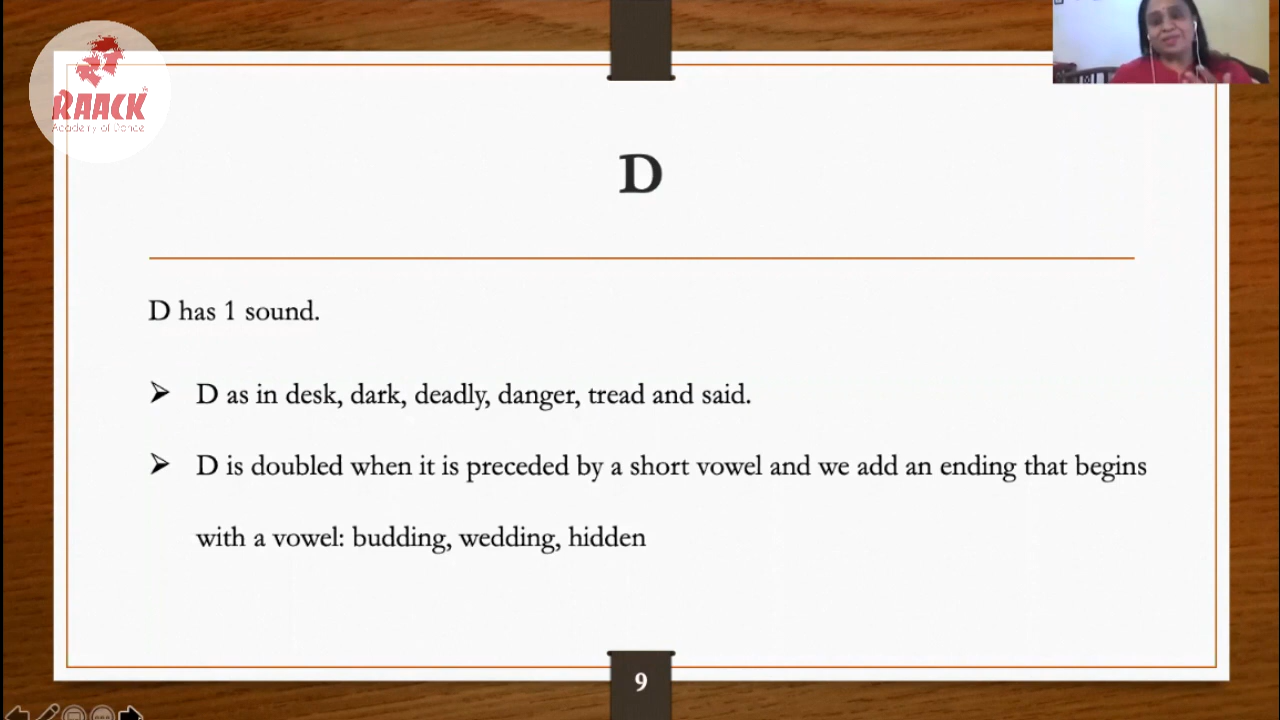 RAACK
Academy of Dance
D
D has 1 sound.
➢ D as in desk, dark, deadly, danger, tread and said.
➢ D is doubled when it is preceded by a short vowel and we add an ending that begins
with a vowel: budding, wedding, hidden
9